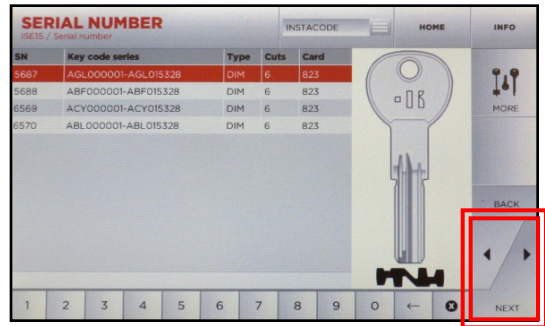 SERIAL NUMBER
ISE1S / Serial number
INSTACODE
HOME
INFO
SN Key code series Type Cuts Card
5687 AGL000001-AGL015328 DIM 6 823
5688 ABF000001-ABF015328 DIM 6 823
6569 ACY000001-ACY015328 DIM 6 823
6570 ABL000001-ABL015328 DIM 6 823
MORE
BACK
1 2 3 4 5 6 7 8 9 0 ← X
NEXT